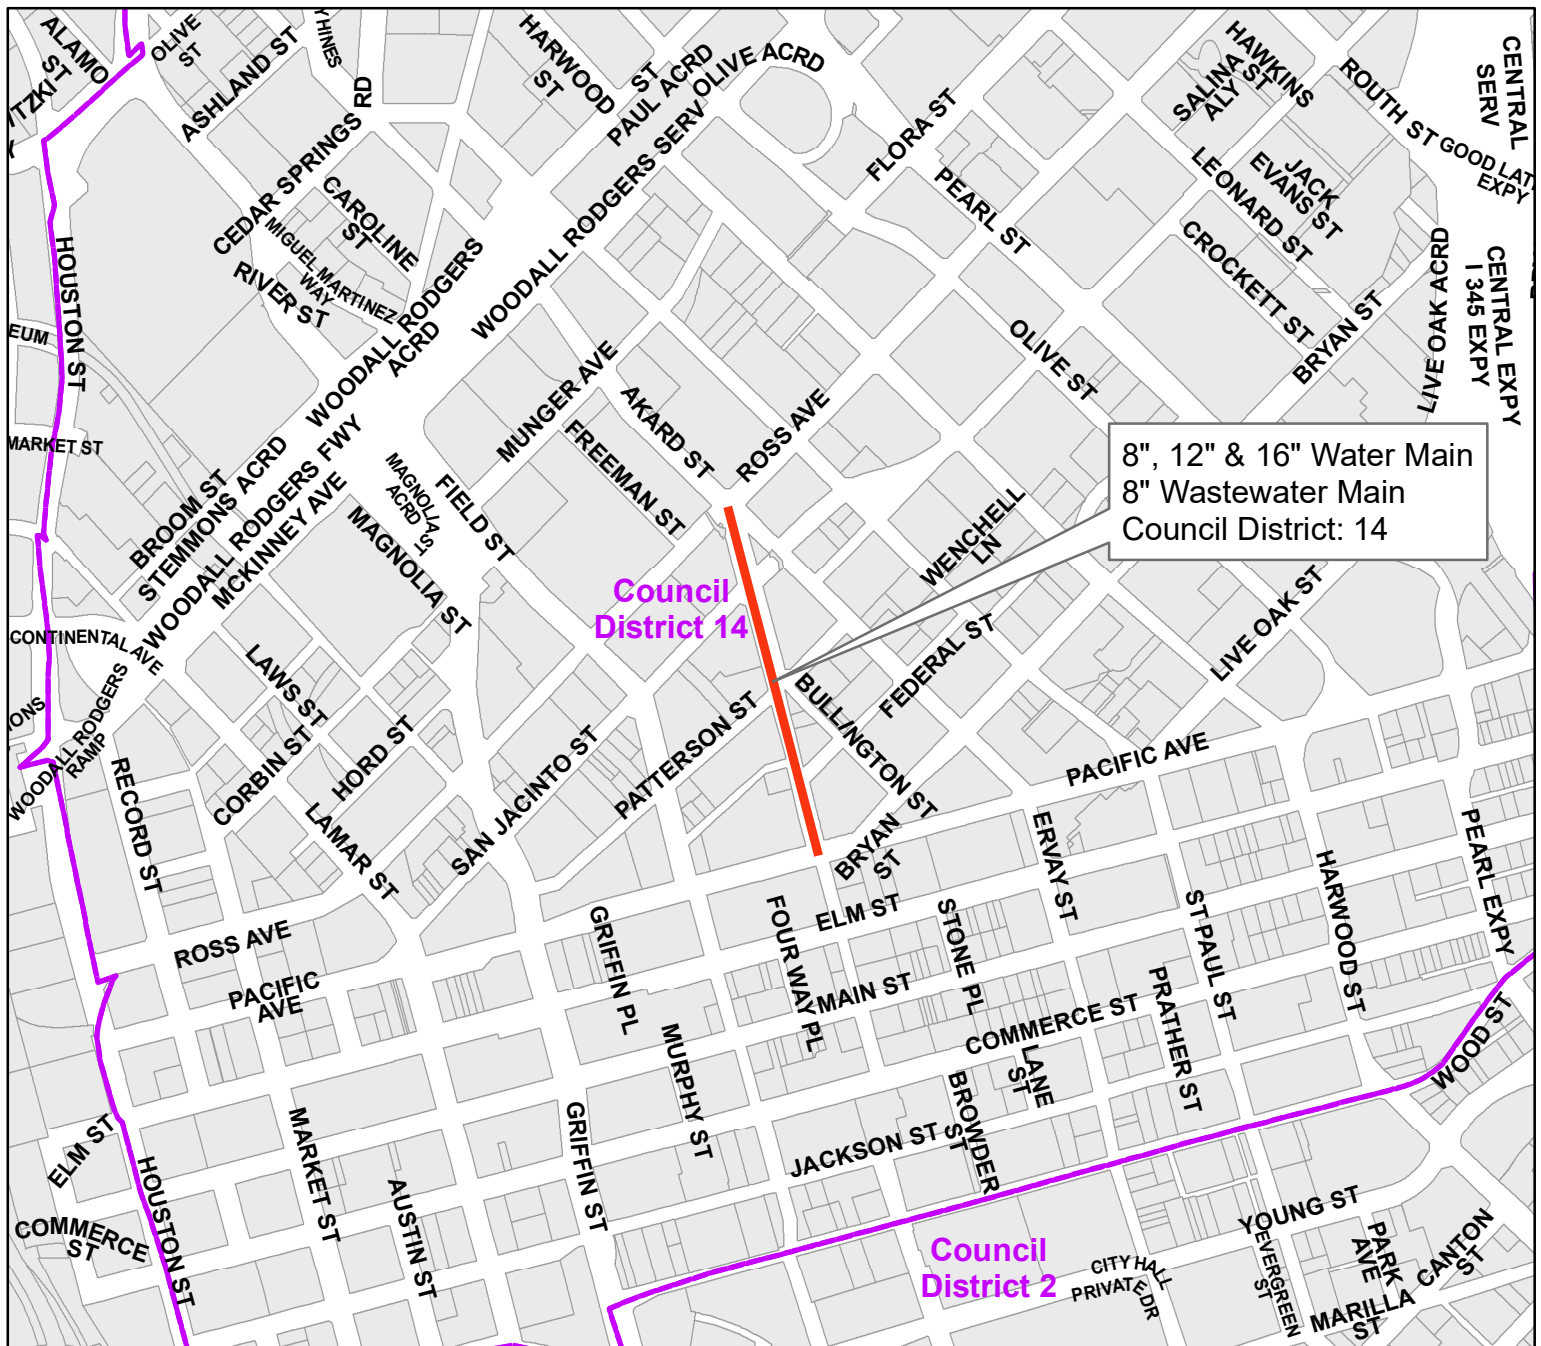 ALAMO
ST
OLIVE
ST
ASHLAND ST
Y HINES
HARWOOD
ST
ST
PAUL ACRD
OLIVE ACRD
WOODALL RODGERS SERV
HAWKINS
ST
SALINA
ALY
ROUTH ST
CENTRAL
SERV
GOOD LAT
EXPY
FLORA ST
PEARL ST
LEONARD ST
JACK
EVANS ST
CROCKETT ST
BRYAN ST
LIVE OAK ACRD
CENTRAL EXPY
I 345 EXPY
CEDAR SPRINGS
RD
CAROLINE
ST
MIGUEL MARTINEZ
WAY
RIVER ST
HOUSTON ST
EUM
MARKET ST
WOODALL RODGERS
ACRD
OLIVE ST
MUNGER AVE
AKARD ST
ROSS AVE
FREEMAN ST
BROOM ST
STEMMONS ACRD
WOODALL RODGERS FWY
MCKINNEY AVE
MAGNOLIA ST
ACRD
FIELD ST
MAGNOLIA ST
8", 12" & 16" Water Main
8" Wastewater Main
Council District: 14
WENCHELL
LN
Council
District 14
FEDERAL ST
LIVE OAK ST
CONTINENTAL AVE
IONS
WOODALL RODGERS
RAMP
LAWS ST
CORBIN ST
HORD ST
LAMAR ST
RECORD ST
SAN JACINTO ST
PATTERSON ST
BULLINGTON ST
PACIFIC AVE
BRYAN
ST
ERVAY ST
PEARL EXPY
HARWOOD ST
ST PAUL ST
ROSS AVE
PACIFIC
AVE
GRIFFIN PL
FOUR WAY PL
ELM ST
STONE PL
MAIN ST
COMMERCE ST
PRATHER ST
MURPHY ST
LANE
ST
BROWDER
ST
WOOD ST
ELM ST
MARKET ST
GRIFFIN ST
JACKSON ST
HOUSTON ST
AUSTIN ST
COMMERCE
ST
Council
District 2
CITY HALL
PRIVATE DR
YOUNG ST
EVERGREEN
ST
PARK
AVE
CANTON
ST
MARILLA
ST